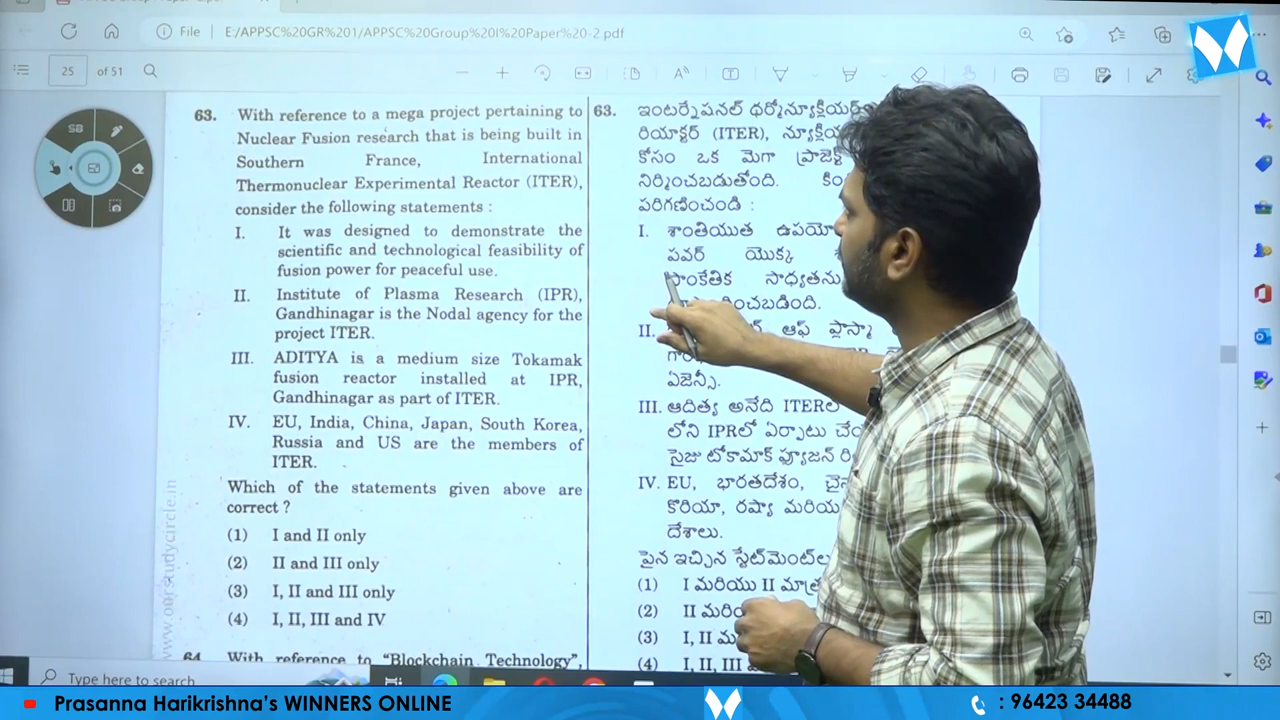 File
E:/APPSC%20GR%201/APPSC%20Group%20I%20Paper%20-2.pdf
25 of 51
63. With reference to a mega project pertaining to
Nuclear Fusion research that is being built in
Southern France, International
Thermonuclear Experimental Reactor (ITER),
consider the following statements :
I. It was designed to demonstrate the
scientific and technological feasibility of
fusion power for peaceful use.
II. Institute of Plasma Research (IPR),
Gandhinagar is the Nodal agency for the
project ITER.
III. ADITYA is a medium size Tokamak
fusion reactor installed at IPR,
Gandhinagar as part of ITER.
IV. EU, India, China, Japan, South Korea,
Russia and US are the members of
ITER.
Which of the statements given above are
correct ?
(1) I and II only
(2) II and III only
(3) I, II and III only
(4) I, II, III and IV
64. With reference to "Blockchain Technology",
63. ఇంటర్నేషనల్ థర్మోన్యూక్లియర్
రియాక్టర్ (ITER),
కోసం ఒక మెగా ప్రాజెక్ట్
నిర్మించబడుతోంది.
పరిగణించండి :
I. శాంతియుత
పవర్ యొక్క
సాంకేతిక సాధ్యతను
II. ఆఫ్ ప్లాస్మా
ఏజెన్సీ.
III. ఆదిత్య అనేది
లోని IPRలో ఏర్పాటు
సైజు టోకామాక్ ఫ్యూజన్
IV. EU, భారతదేశం,
కొరియా, రష్యా
దేశాలు.
పైన ఇచ్చిన
(1) I మరియు II
(2) II
(3) I, II
(4) I, II, III
www.ourstudycircle.in
Type here to search
Prasanna Harikrishna's WINNERS ONLINE
: 96423 34488